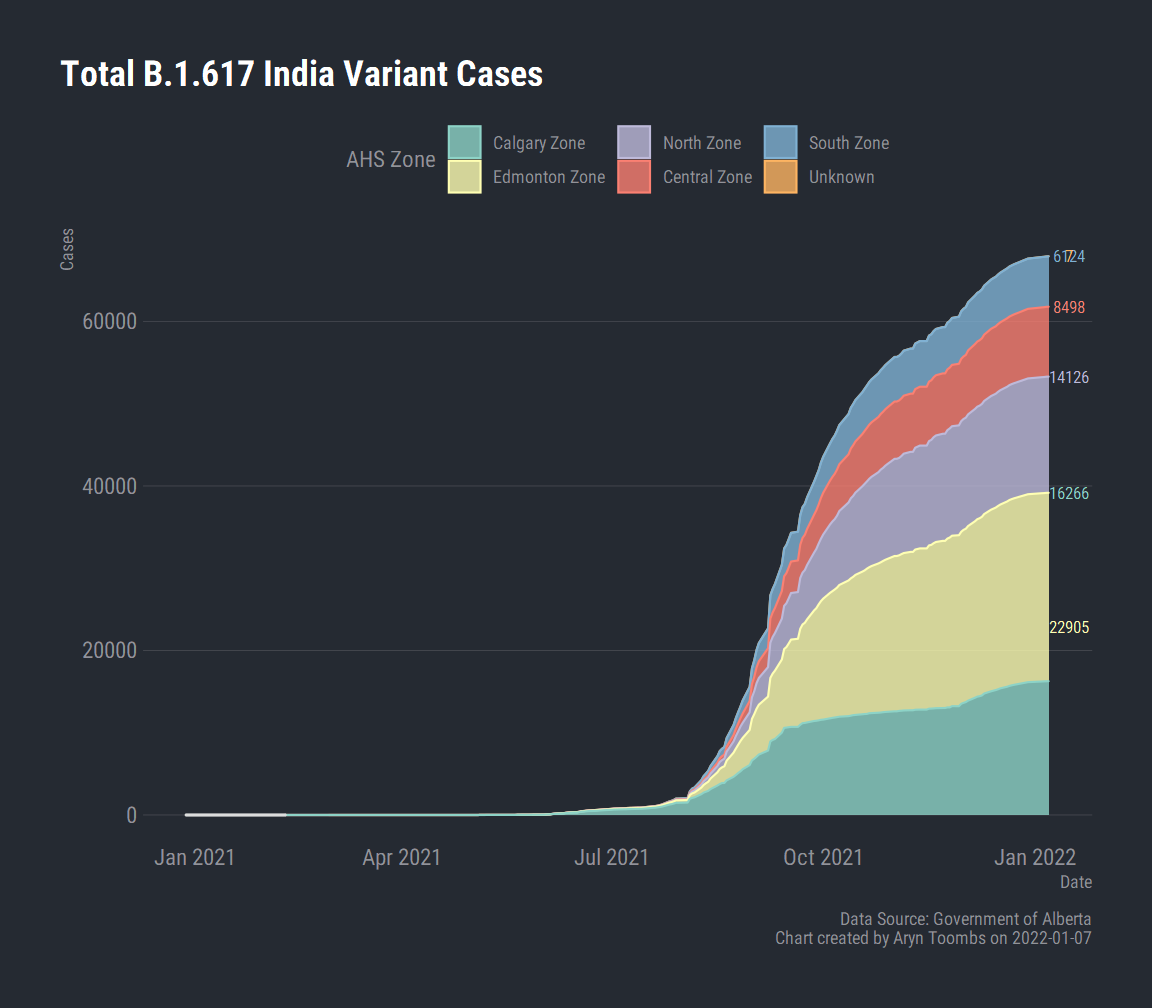 Total B.1.617 India Variant Cases
AHS Zone
Calgary Zone
North Zone
South Zone
Edmonton Zone
Central Zone
Unknown
Cases
6124
7
8498
60000
14126
40000
16266
22905
20000
0
Jan 2021
Apr 2021
Jul 2021
Oct 2021
Jan 2022
Date
Data Source: Government of Alberta
Chart created by Aryn Toombs on 2022-01-07